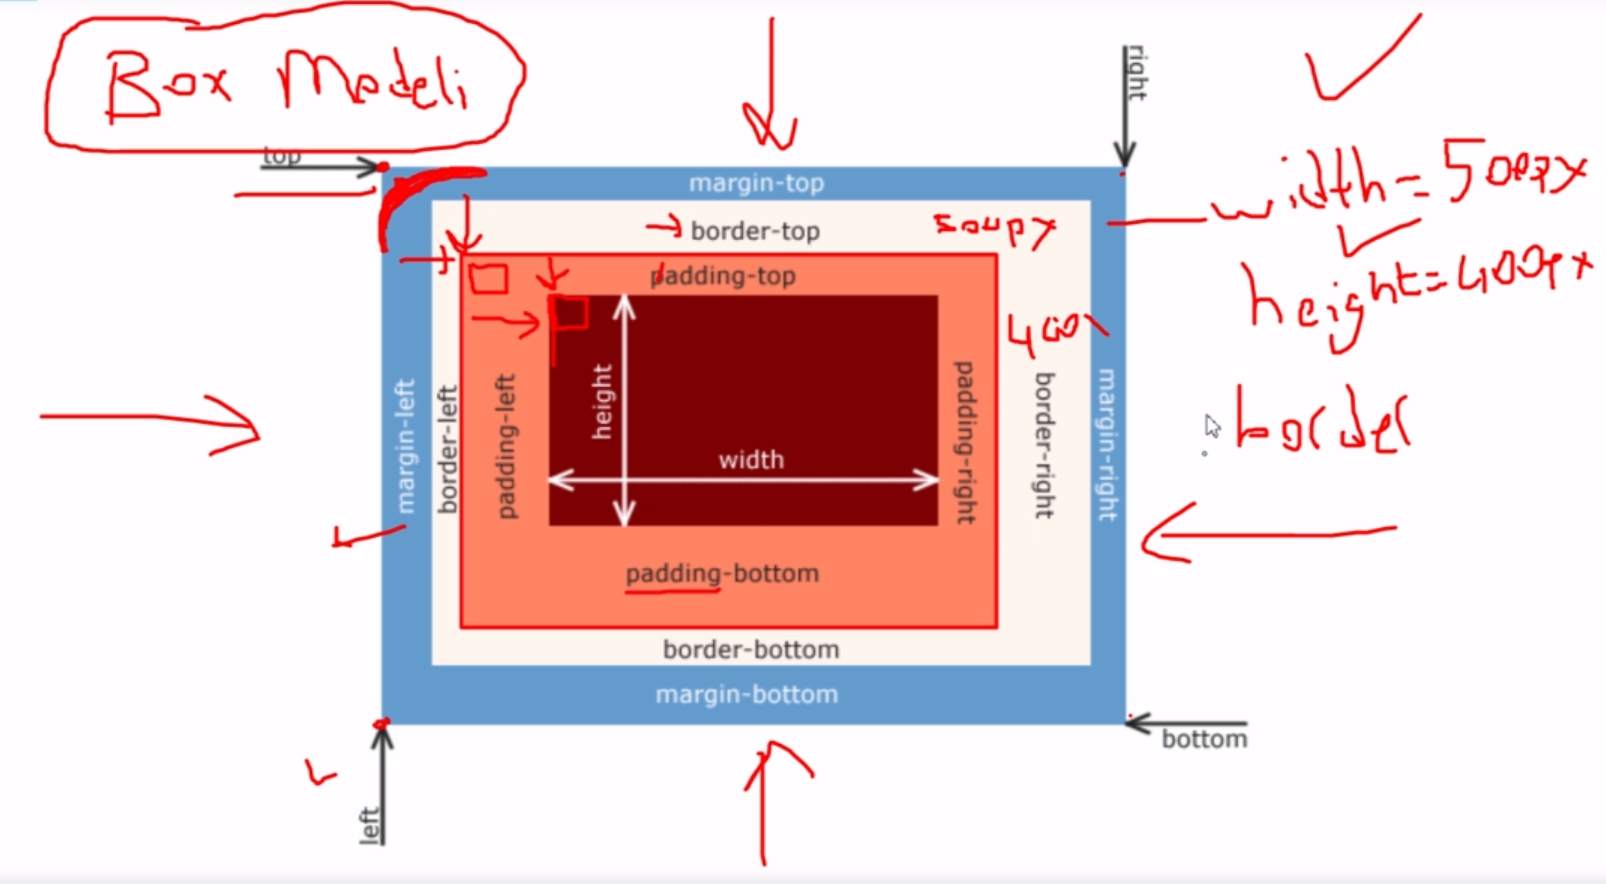 Box Modeli
top
right
margin-top
width = 500px
border-top
500px
padding-top
height = 400px
400
height
width
margin-left
border-left
padding-left
padding-right
border-right
margin-right
border
padding-bottom
border-bottom
margin-bottom
bottom
left